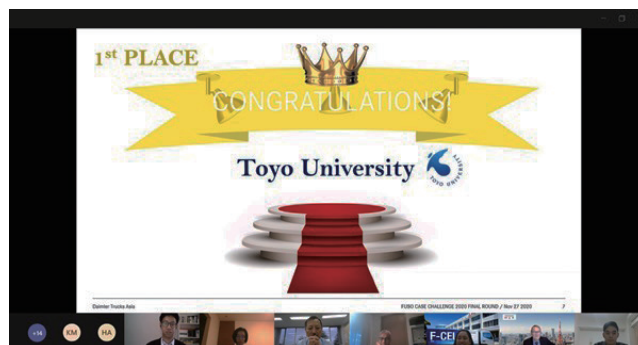 1st PLACE
CONGRATULATIONS!
Toyo University
TOYO UNIVERSITY
Daimler Trucks Asia
FUSO CASE CHALLENGE 2020 FINAL ROUND / Nov 27 2020
7
+14
KM
HA
F-CEL